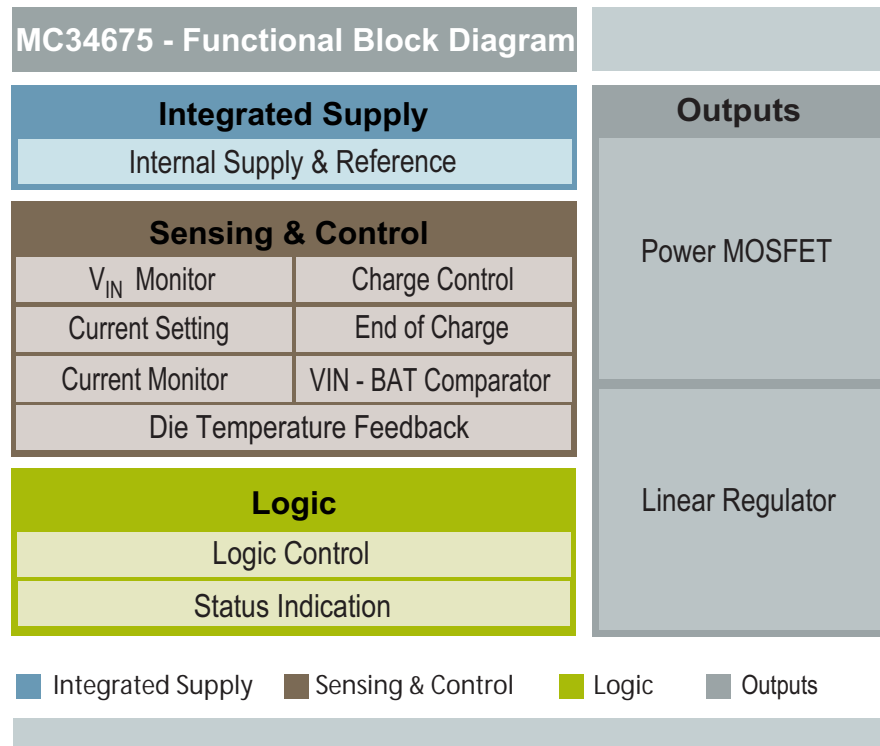 MC34675 - Functional Block Diagram
Integrated Supply
Internal Supply & Reference
Sensing & Control
VIN Monitor
Charge Control
Current Setting
End of Charge
Current Monitor
VIN - BAT Comparator
Die Temperature Feedback
Logic
Logic Control
Status Indication
Outputs
Power MOSFET
Linear Regulator
Integrated Supply
Sensing & Control
Logic
Outputs